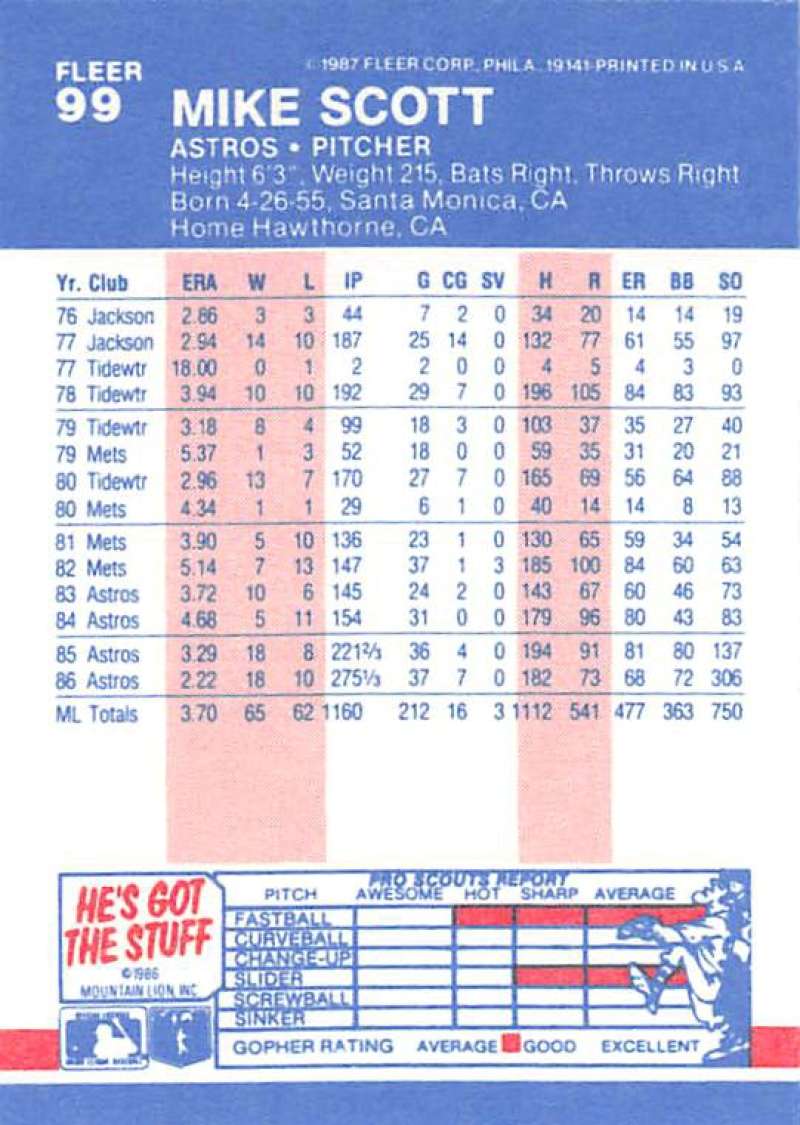 FLEER
99
© 1987 FLEER CORP., PHILA. 19141-PRINTED IN U S A
MIKE SCOTT
ASTROS • PITCHER
Height 6'3", Weight 215, Bats Right, Throws Right
Born 4-26-55, Santa Monica, CA
Home Hawthorne, CA
Yr. Club ERA W L IP G CG SV H R ER BB SO
76 Jackson 2.86 3 3 44 7 2 0 34 20 14 14 19
77 Jackson 2.94 14 10 187 25 14 0 132 77 61 55 97
77 Tidewtr 18.00 0 1 2 2 0 0 4 5 4 3 0
78 Tidewtr 3.94 10 10 192 29 7 0 196 105 84 83 93
79 Tidewtr 3.18 8 4 99 18 3 0 103 37 35 27 40
79 Mets 5.37 1 3 52 18 0 0 59 35 31 20 21
80 Tidewtr 2.96 13 7 170 27 7 0 165 69 56 64 88
80 Mets 4.34 1 1 29 6 1 0 40 14 14 8 13
81 Mets 3.90 5 10 136 23 1 0 130 65 59 34 54
82 Mets 5.14 7 13 147 37 1 3 185 100 84 60 63
83 Astros 3.72 10 6 145 24 2 0 143 67 60 46 73
84 Astros 4.68 5 11 154 31 0 0 179 96 80 43 83
85 Astros 3.29 18 8 221⅔ 36 4 0 194 91 81 80 137
86 Astros 2.22 18 10 275⅓ 37 7 0 182 73 68 72 306
ML Totals 3.70 65 62 1160 212 16 3 1112 541 477 363 750
HE'S GOT
THE STUFF
© 1986
MOUNTAIN LION, INC.
PRO SCOUTS REPORT
PITCH AWESOME HOT SHARP AVERAGE
FASTBALL
CURVEBALL
CHANGE-UP
SLIDER
SCREWBALL
SINKER
GOPHER RATING AVERAGE GOOD EXCELLENT